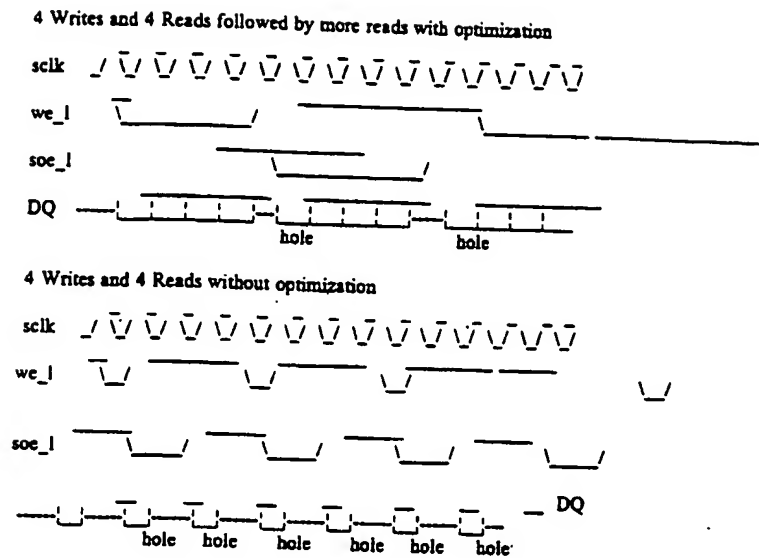 4 Writes and 4 Reads followed by more reads with optimization
sclk
we_l
soe_l
DQ
hole hole
4 Writes and 4 Reads without optimization
sclk
we_l
soe_l
DQ
hole hole hole hole hole hole